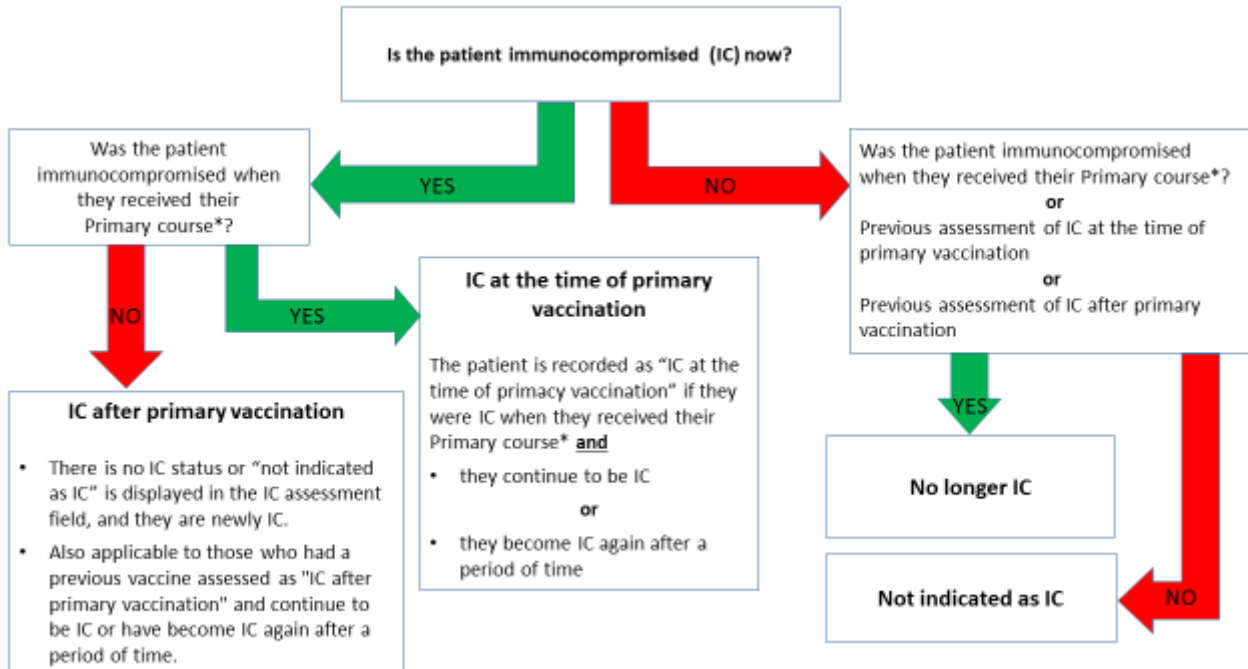 Is the patient immunocompromised (IC) now?
YES
NO
Was the patient
immunocompromised when
they received their
Primary course*?
Was the patient immunocompromised
when they received their Primary course*?
or
Previous assessment of IC at the time of
primary vaccination
or
Previous assessment of IC after primary
vaccination
NO
YES
IC at the time of primary
vaccination
The patient is recorded as “IC at the
time of primacy vaccination” if they
were IC when they received their
Primary course* and
• they continue to be IC
or
• they become IC again after a
period of time
YES
NO
IC after primary vaccination
• There is no IC status or “not indicated
as IC” is displayed in the IC assessment
field, and they are newly IC.
• Also applicable to those who had a
previous vaccine assessed as "IC after
primary vaccination" and continue to
be IC or have become IC again after a
period of time.
No longer IC
Not indicated as IC